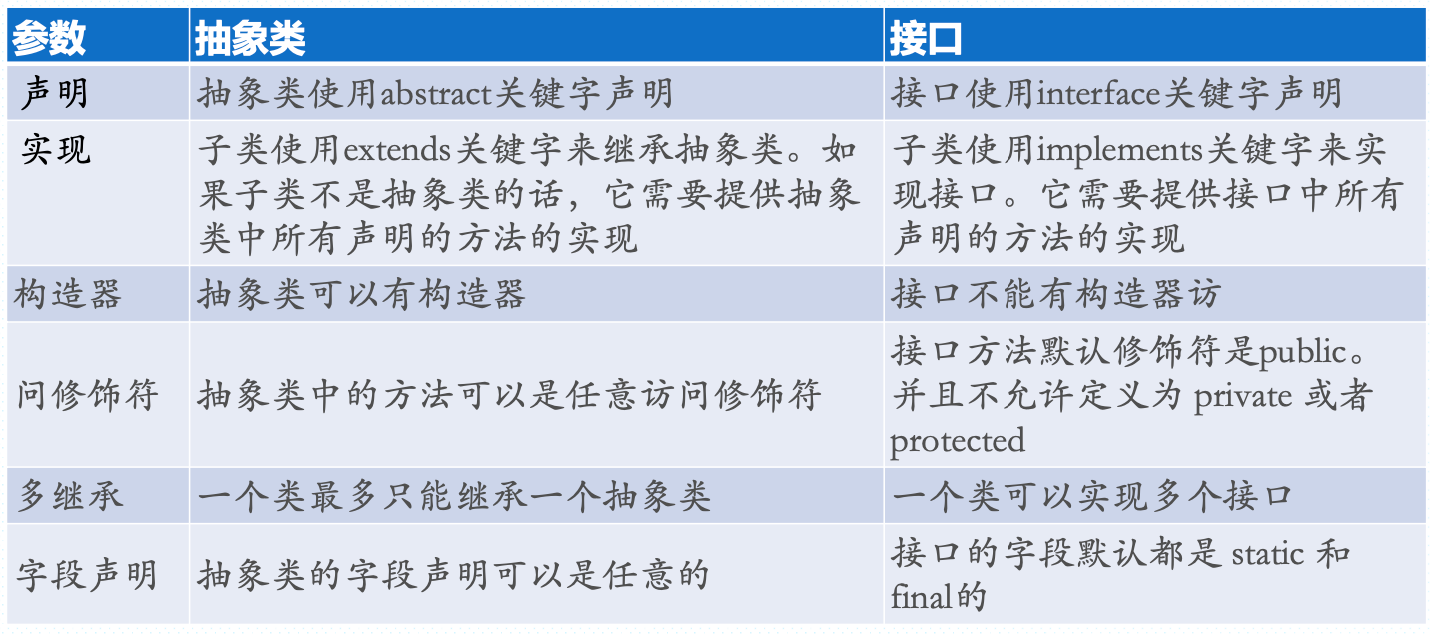 参数 抽象类 接口
声明 抽象类使用abstract关键字声明 接口使用interface关键字声明
实现 子类使用extends关键字来继承抽象类。如
果子类不是抽象类的话，它需要提供抽象
类中所有声明的方法的实现
子类使用implements关键字来实
现接口。它需要提供接口中所有
声明的方法的实现
构造器 抽象类可以有构造器 接口不能有构造器访
问修饰符 抽象类中的方法可以是任意访问修饰符
接口方法默认修饰符是public。
并且不允许定义为 private 或者
protected
多继承 一个类最多只能继承一个抽象类 一个类可以实现多个接口
字段声明 抽象类的字段声明可以是任意的
接口的字段默认都是 static 和
final的